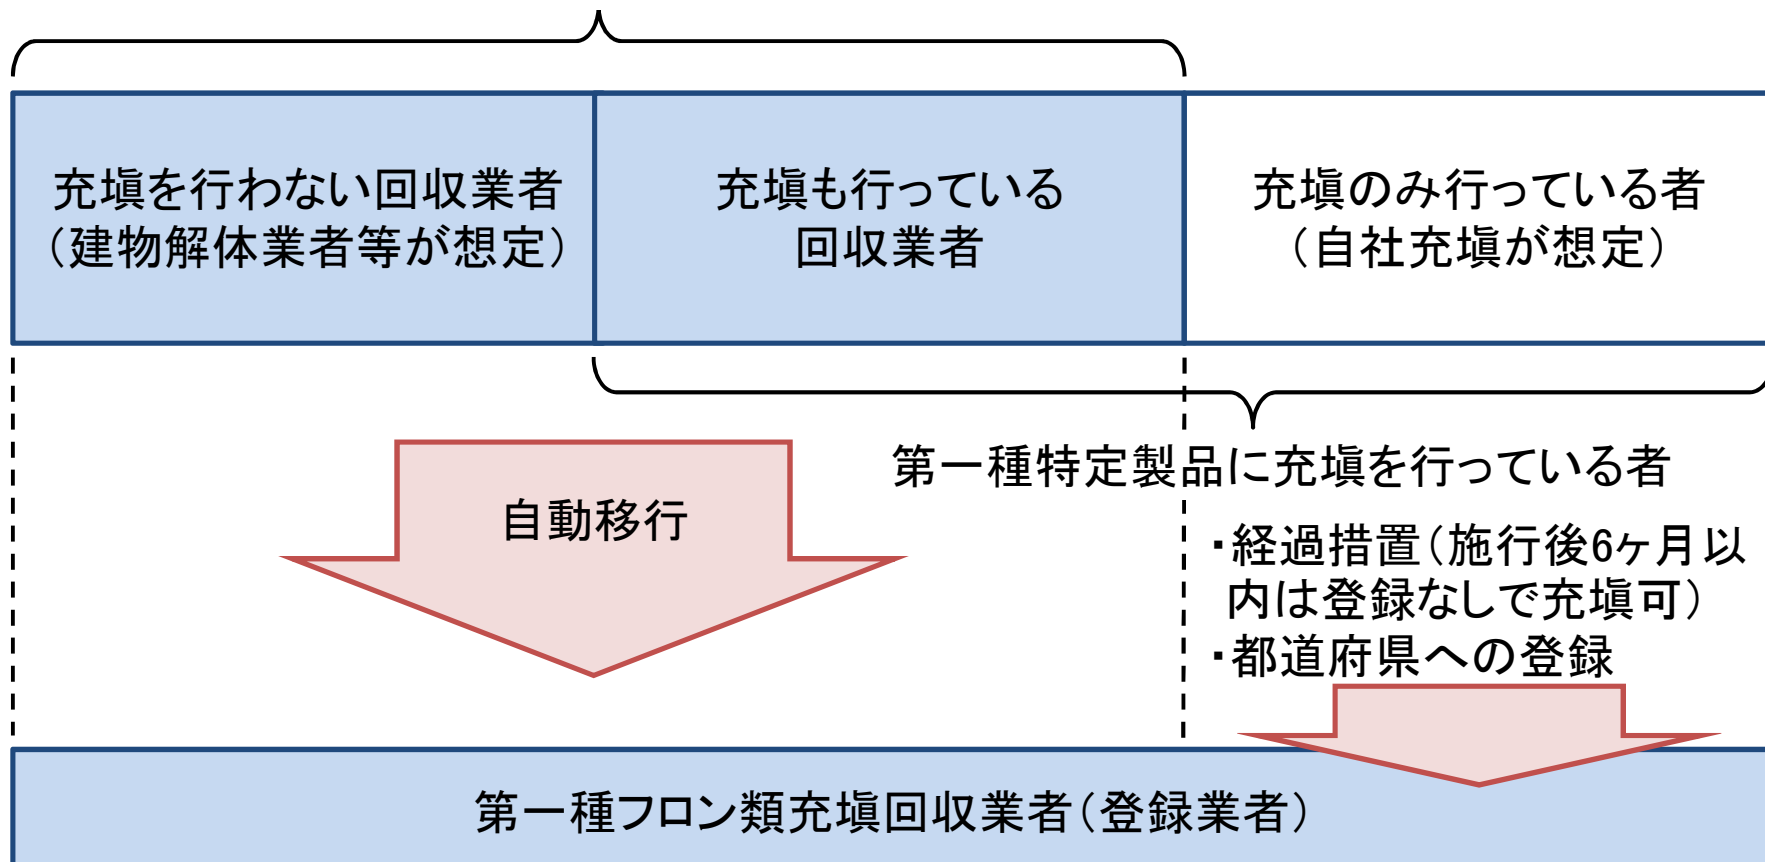 充塡を行わない回収業者
（建物解体業者等が想定）
充塡も行っている
回収業者
充塡のみ行っている者
（自社充塡が想定）
第一種特定製品に充塡を行っている者
自動移行
・経過措置（施行後6ヶ月以
内は登録なしで充塡可）
・都道府県への登録
第一種フロン類充塡回収業者（登録業者）